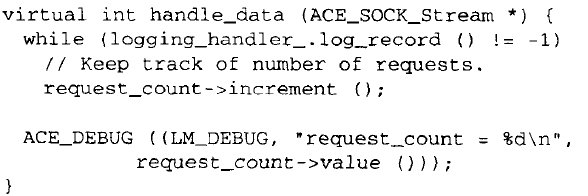 virtual int handle_data (ACE_SOCK_Stream *) {
while (logging_handler_.log_record () != -1)
// Keep track of number of requests.
request_count->increment ();
ACE_DEBUG ((LM_DEBUG, "request_count = %d\n",
request_count->value ()));
}